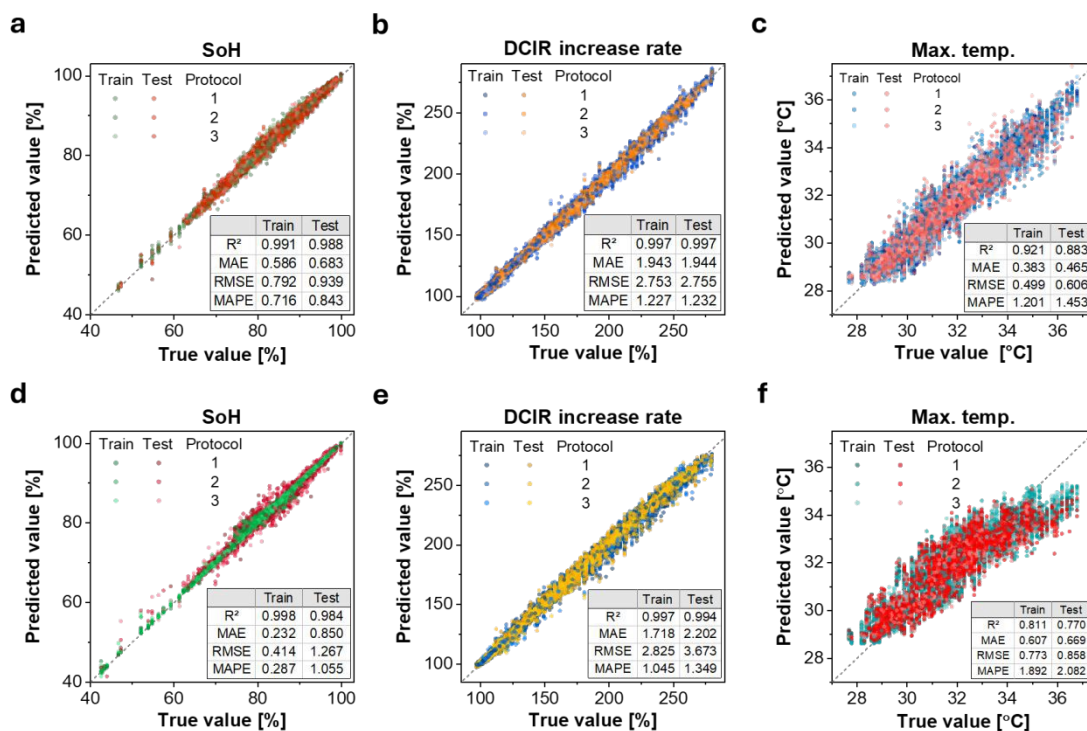 a
SoH
Predicted value [%]
100
80
60
40
Train Test Protocol
1
2
3
Train Test
R² 0.991 0.988
MAE 0.586 0.683
RMSE 0.792 0.939
MAPE 0.716 0.843
40 60 80 100
True value [%]
b
DCIR increase rate
Predicted value [%]
250
200
150
100
Train Test Protocol
1
2
3
Train Test
R² 0.997 0.997
MAE 1.943 1.944
RMSE 2.753 2.755
MAPE 1.227 1.232
100 150 200 250
True value [%]
c
Max. temp.
Predicted value [°C]
36
34
32
30
28
Train Test Protocol
1
2
3
Train Test
R² 0.921 0.883
MAE 0.383 0.465
RMSE 0.499 0.606
MAPE 1.201 1.453
28 30 32 34 36
True value [°C]
d
SoH
Predicted value [%]
100
80
60
40
Train Test Protocol
1
2
3
Train Test
R² 0.998 0.984
MAE 0.232 0.850
RMSE 0.414 1.267
MAPE 0.287 1.055
40 60 80 100
True value [%]
e
DCIR increase rate
Predicted value [%]
250
200
150
100
Train Test Protocol
1
2
3
Train Test
R² 0.997 0.994
MAE 1.718 2.202
RMSE 2.825 3.673
MAPE 1.045 1.349
100 150 200 250
True value [%]
f
Max. temp.
Predicted value [°C]
36
34
32
30
28
Train Test Protocol
1
2
3
Train Test
R² 0.811 0.770
MAE 0.607 0.669
RMSE 0.773 0.858
MAPE 1.892 2.082
28 30 32 34 36
True value [°C]